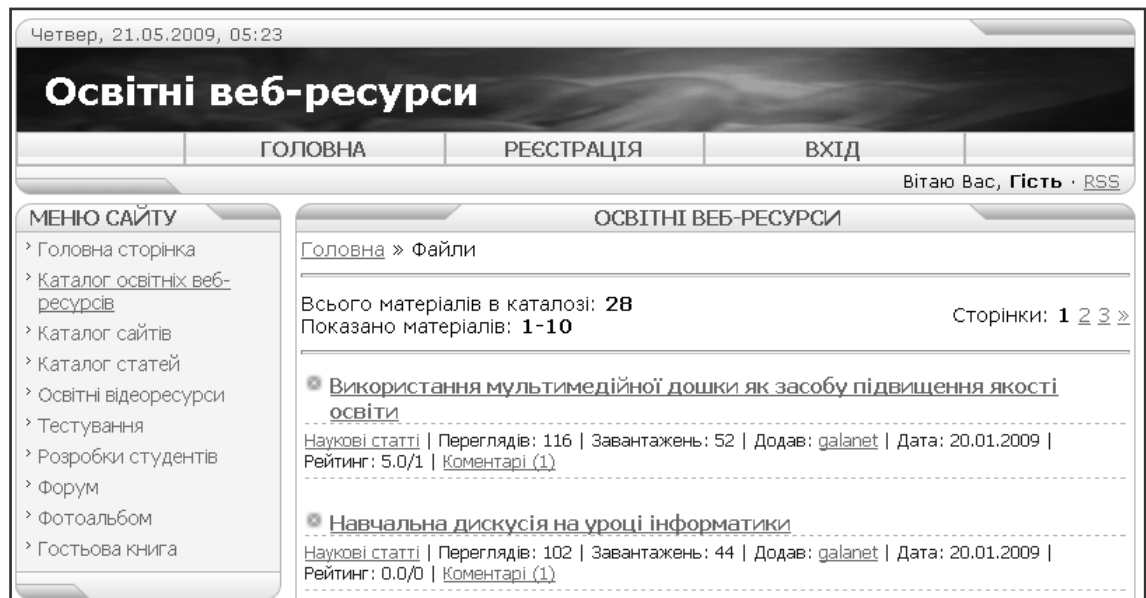 Четвер, 21.05.2009, 05:23
Освітні веб-ресурси
ГОЛОВНА РЕЄСТРАЦІЯ ВХІД
Вітаю Вас, Гість · RSS
МЕНЮ САЙТУ
› Головна сторінка
› Каталог освітніх веб-
ресурсів
› Каталог сайтів
› Каталог статей
› Освітні відеоресурси
› Тестування
› Розробки студентів
› Форум
› Фотоальбом
› Гостьова книга
ОСВІТНІ ВЕБ-РЕСУРСИ
Головна » Файли
Всього матеріалів в каталозі: 28
Показано матеріалів: 1-10
Сторінки: 1 2 3 »
Використання мультимедійної дошки як засобу підвищення якості
освіти
Наукові статті | Переглядів: 116 | Завантажень: 52 | Додав: galanet | Дата: 20.01.2009 |
Рейтинг: 5.0/1 | Коментарі (1)
Навчальна дискусія на уроці інформатики
Наукові статті | Переглядів: 102 | Завантажень: 44 | Додав: galanet | Дата: 20.01.2009 |
Рейтинг: 0.0/0 | Коментарі (1)